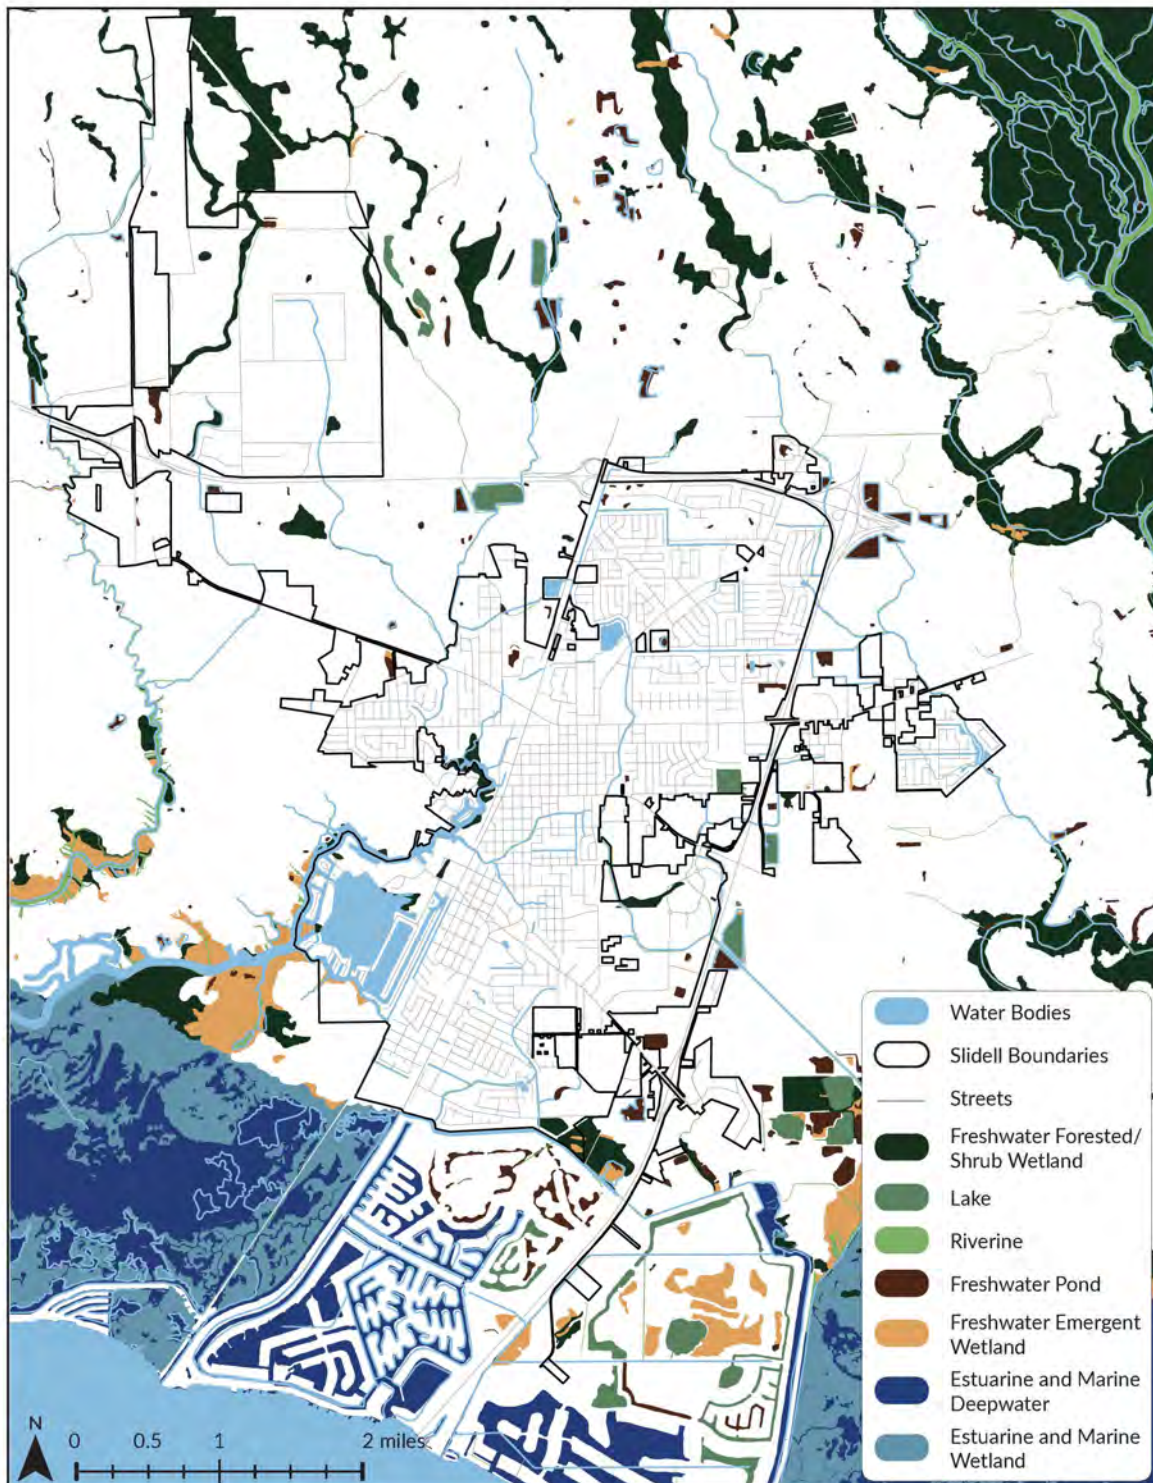 Water Bodies
Slidell Boundaries
Streets
Freshwater Forested/
Shrub Wetland
Lake
Riverine
Freshwater Pond
Freshwater Emergent
Wetland
Estuarine and Marine
Deepwater
Estuarine and Marine
Wetland
N
0 0.5 1 2 miles